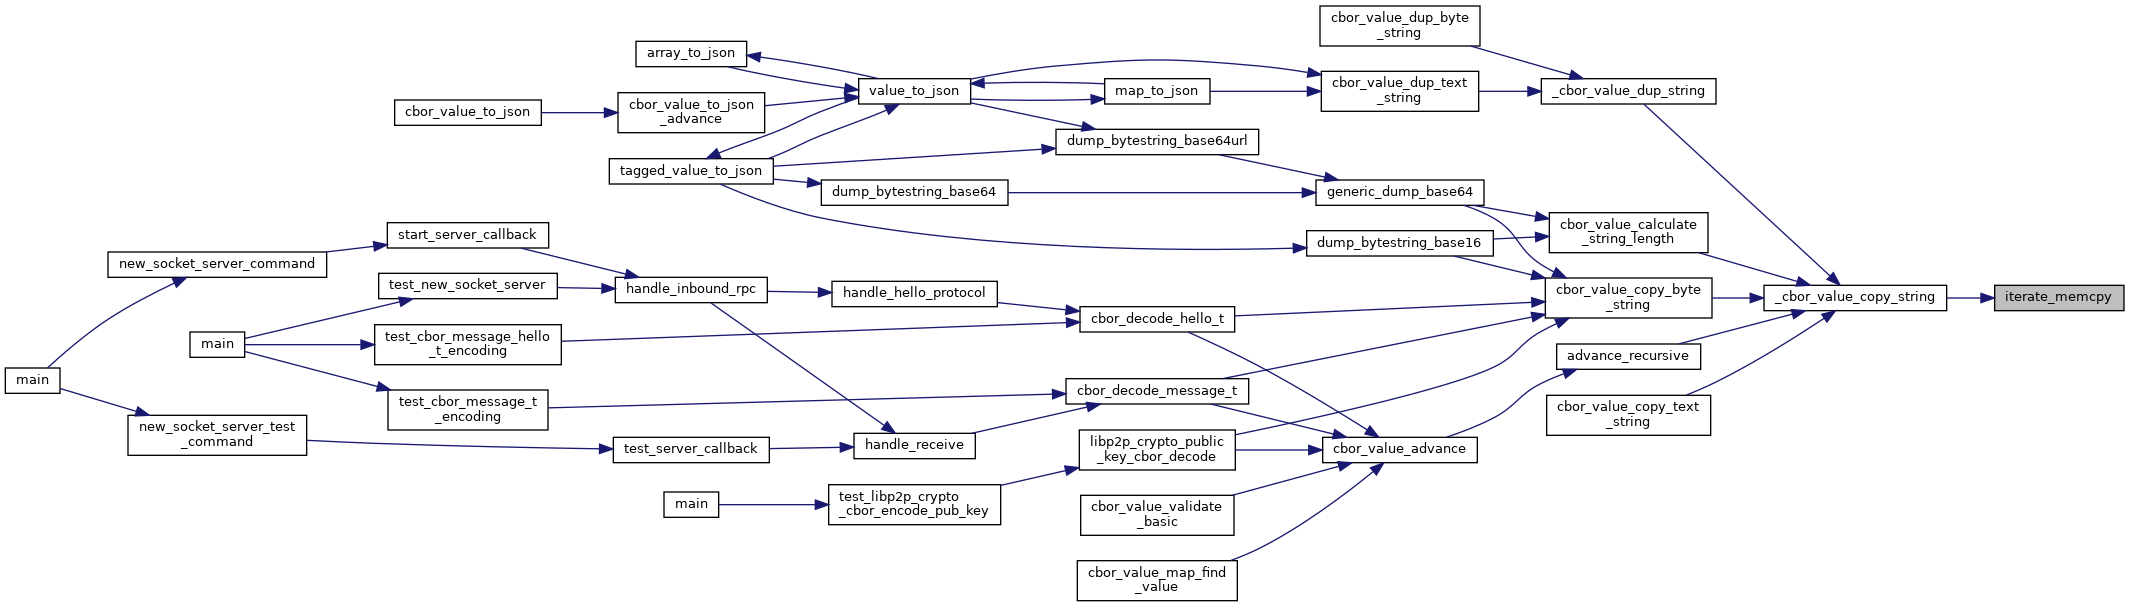 cbor_value_dup_byte
_string
array_to_json
value_to_json
map_to_json
cbor_value_dup_text
_string
_cbor_value_dup_string
cbor_value_to_json
cbor_value_to_json
_advance
dump_bytestring_base64url
tagged_value_to_json
dump_bytestring_base64
generic_dump_base64
start_server_callback
cbor_value_calculate
_string_length
dump_bytestring_base16
new_socket_server_command
test_new_socket_server
handle_inbound_rpc
handle_hello_protocol
cbor_value_copy_byte
_string
_cbor_value_copy_string
iterate_memcpy
cbor_decode_hello_t
main
test_cbor_message_hello
_t_encoding
advance_recursive
main
cbor_decode_message_t
test_cbor_message_t
_encoding
cbor_value_copy_text
_string
new_socket_server_test
_command
test_server_callback
handle_receive
libp2p_crypto_public
_key_cbor_decode
cbor_value_advance
main
test_libp2p_crypto
_cbor_encode_pub_key
cbor_value_validate
_basic
cbor_value_map_find
_value